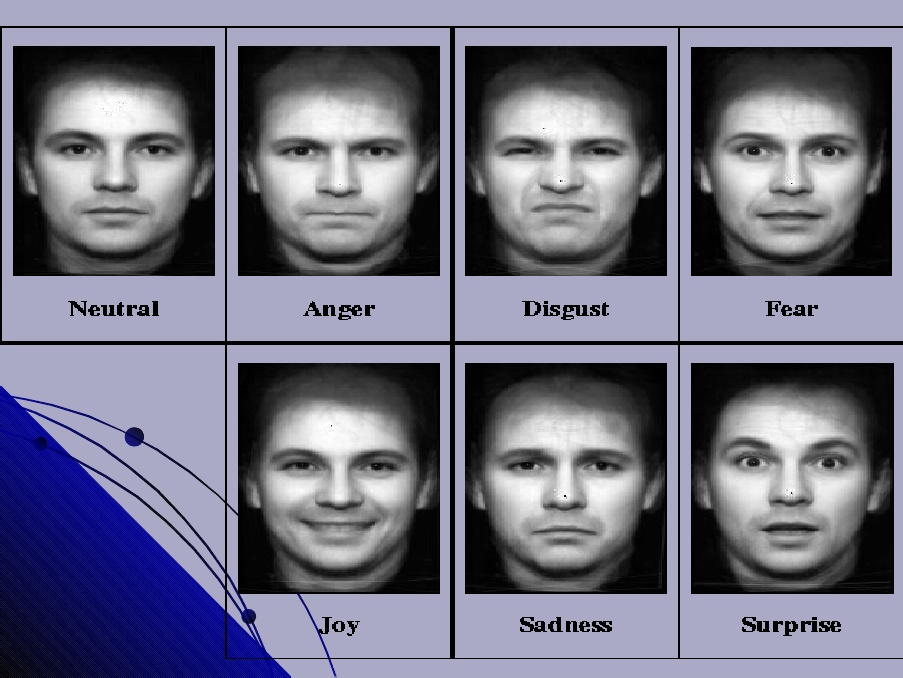 Neutral
Anger
Disgust
Fear
Joy
Sadness
Surprise